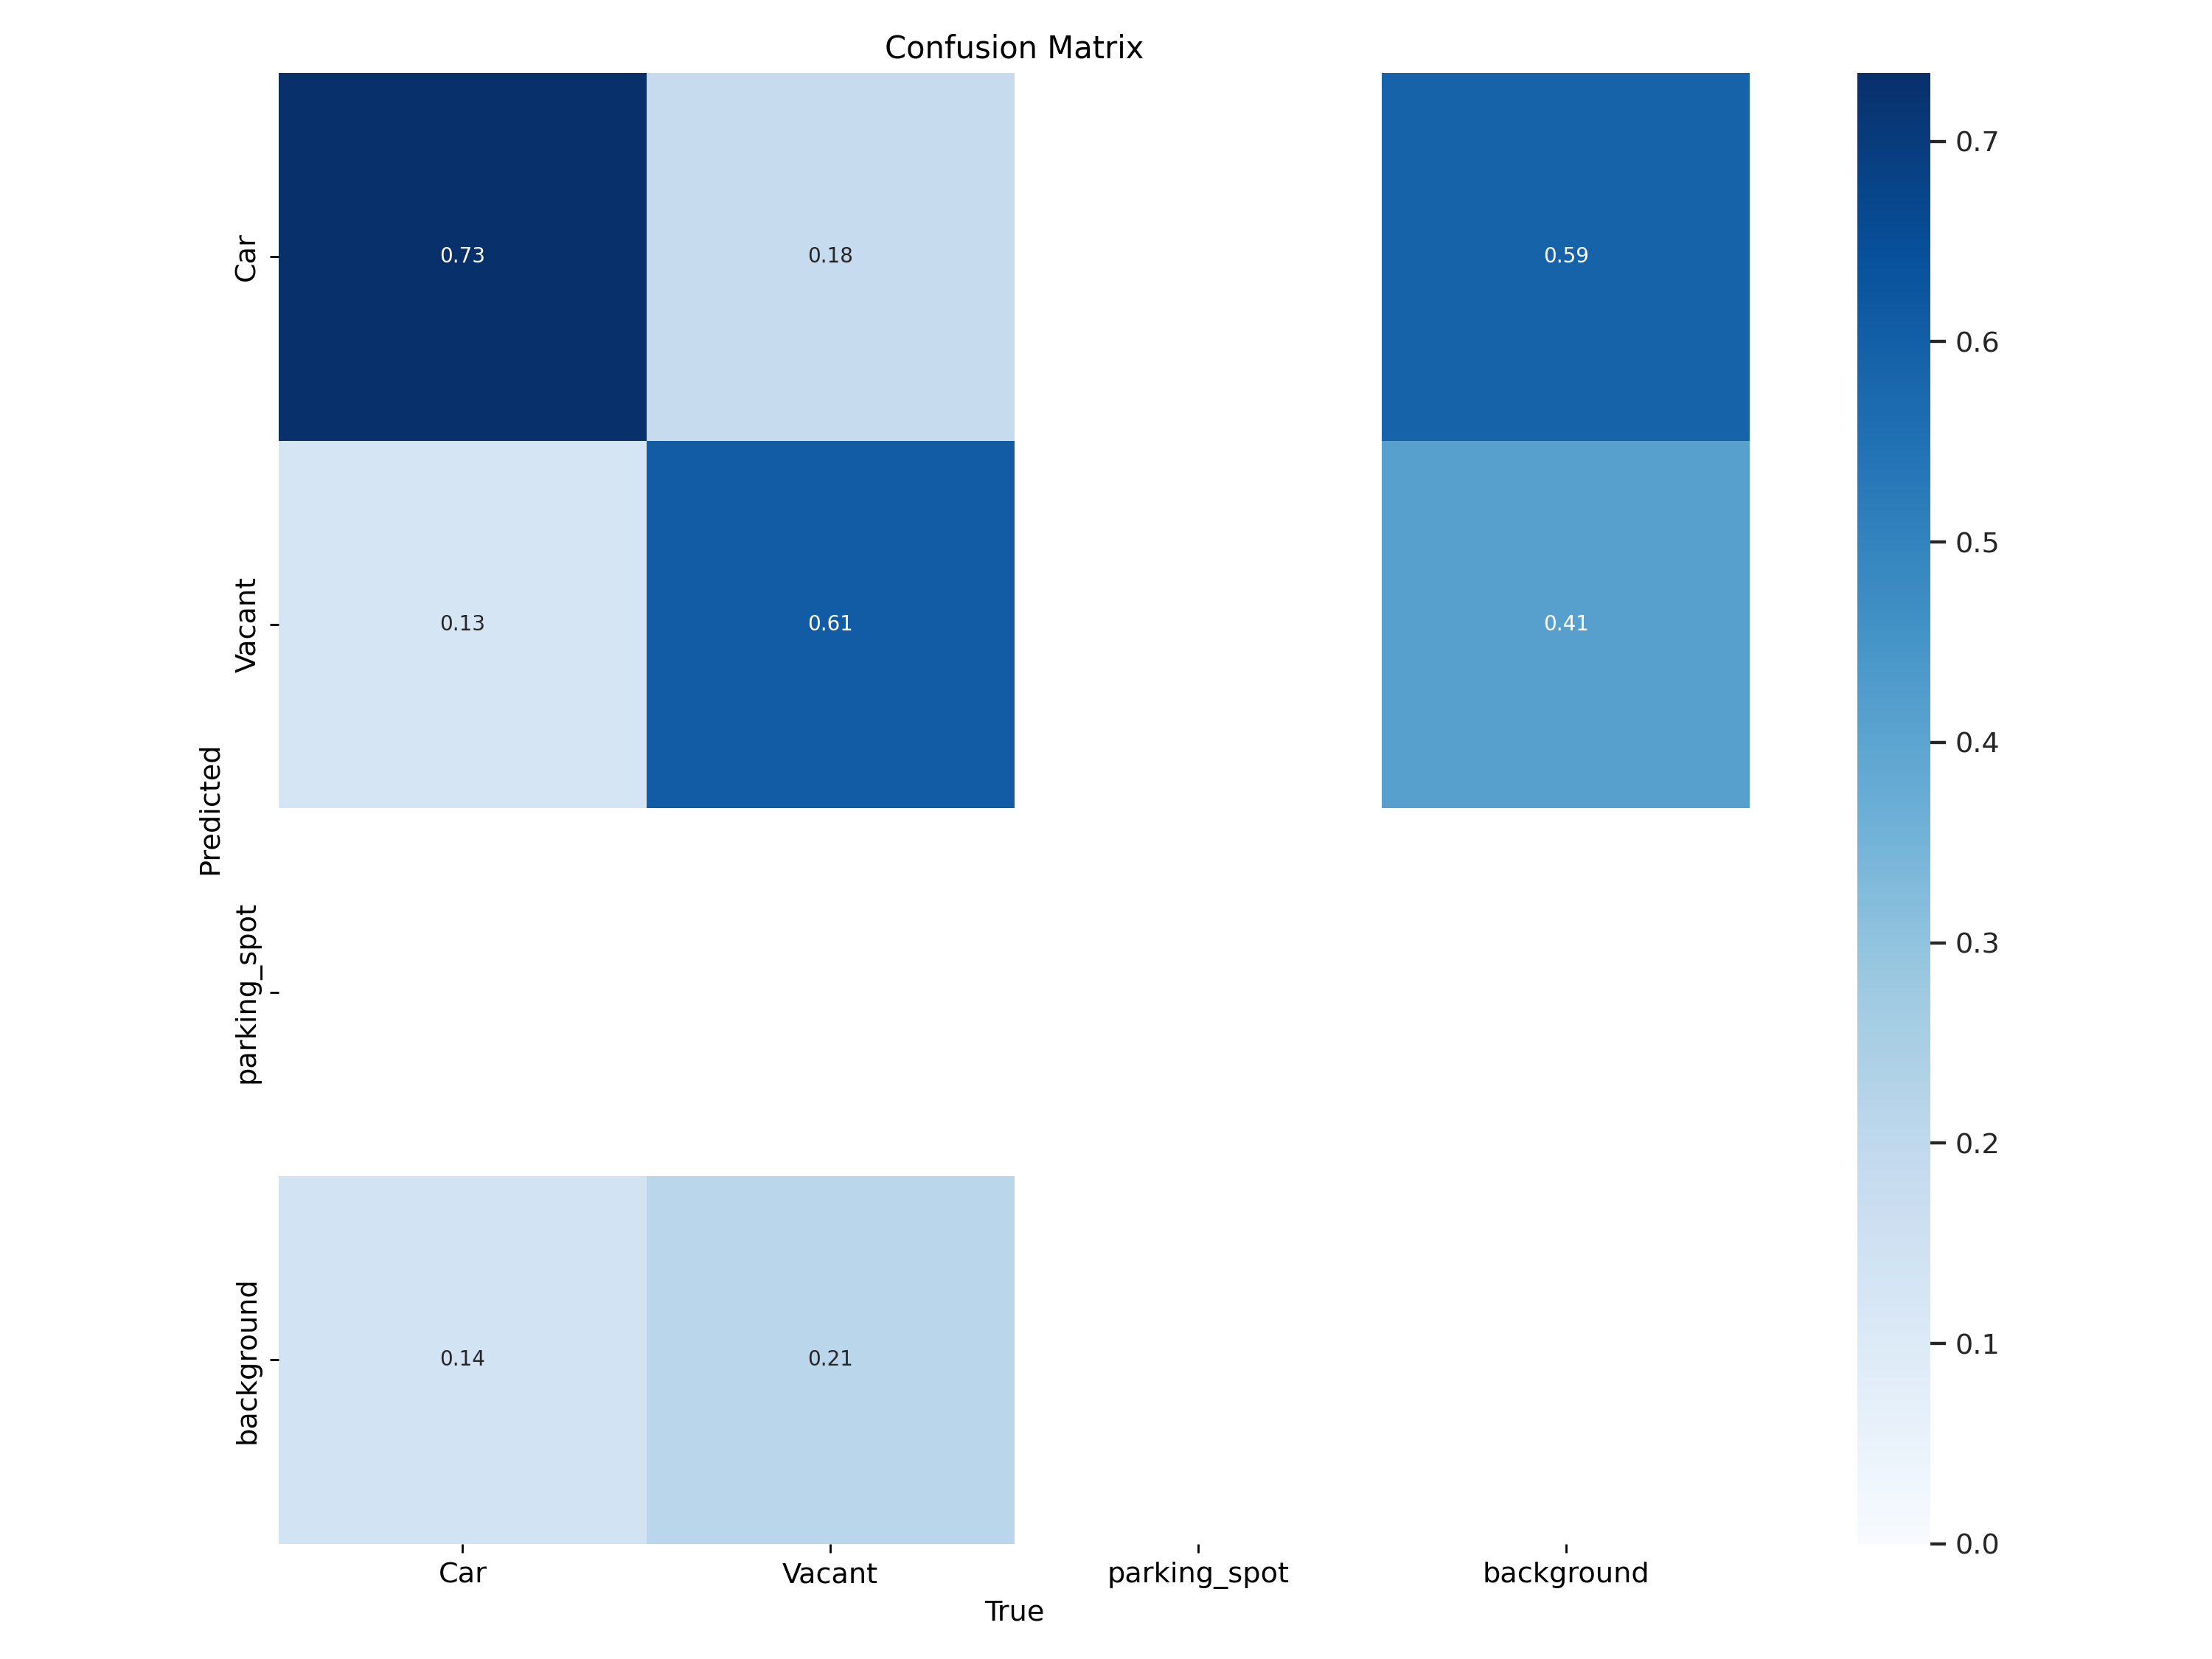 Confusion Matrix
Car
0.73
0.18
0.59
Vacant
0.13
0.61
0.41
Predicted
parking_spot
background
0.14
0.21
Car
Vacant
parking_spot
background
True
0.7
0.6
0.5
0.4
0.3
0.2
0.1
0.0